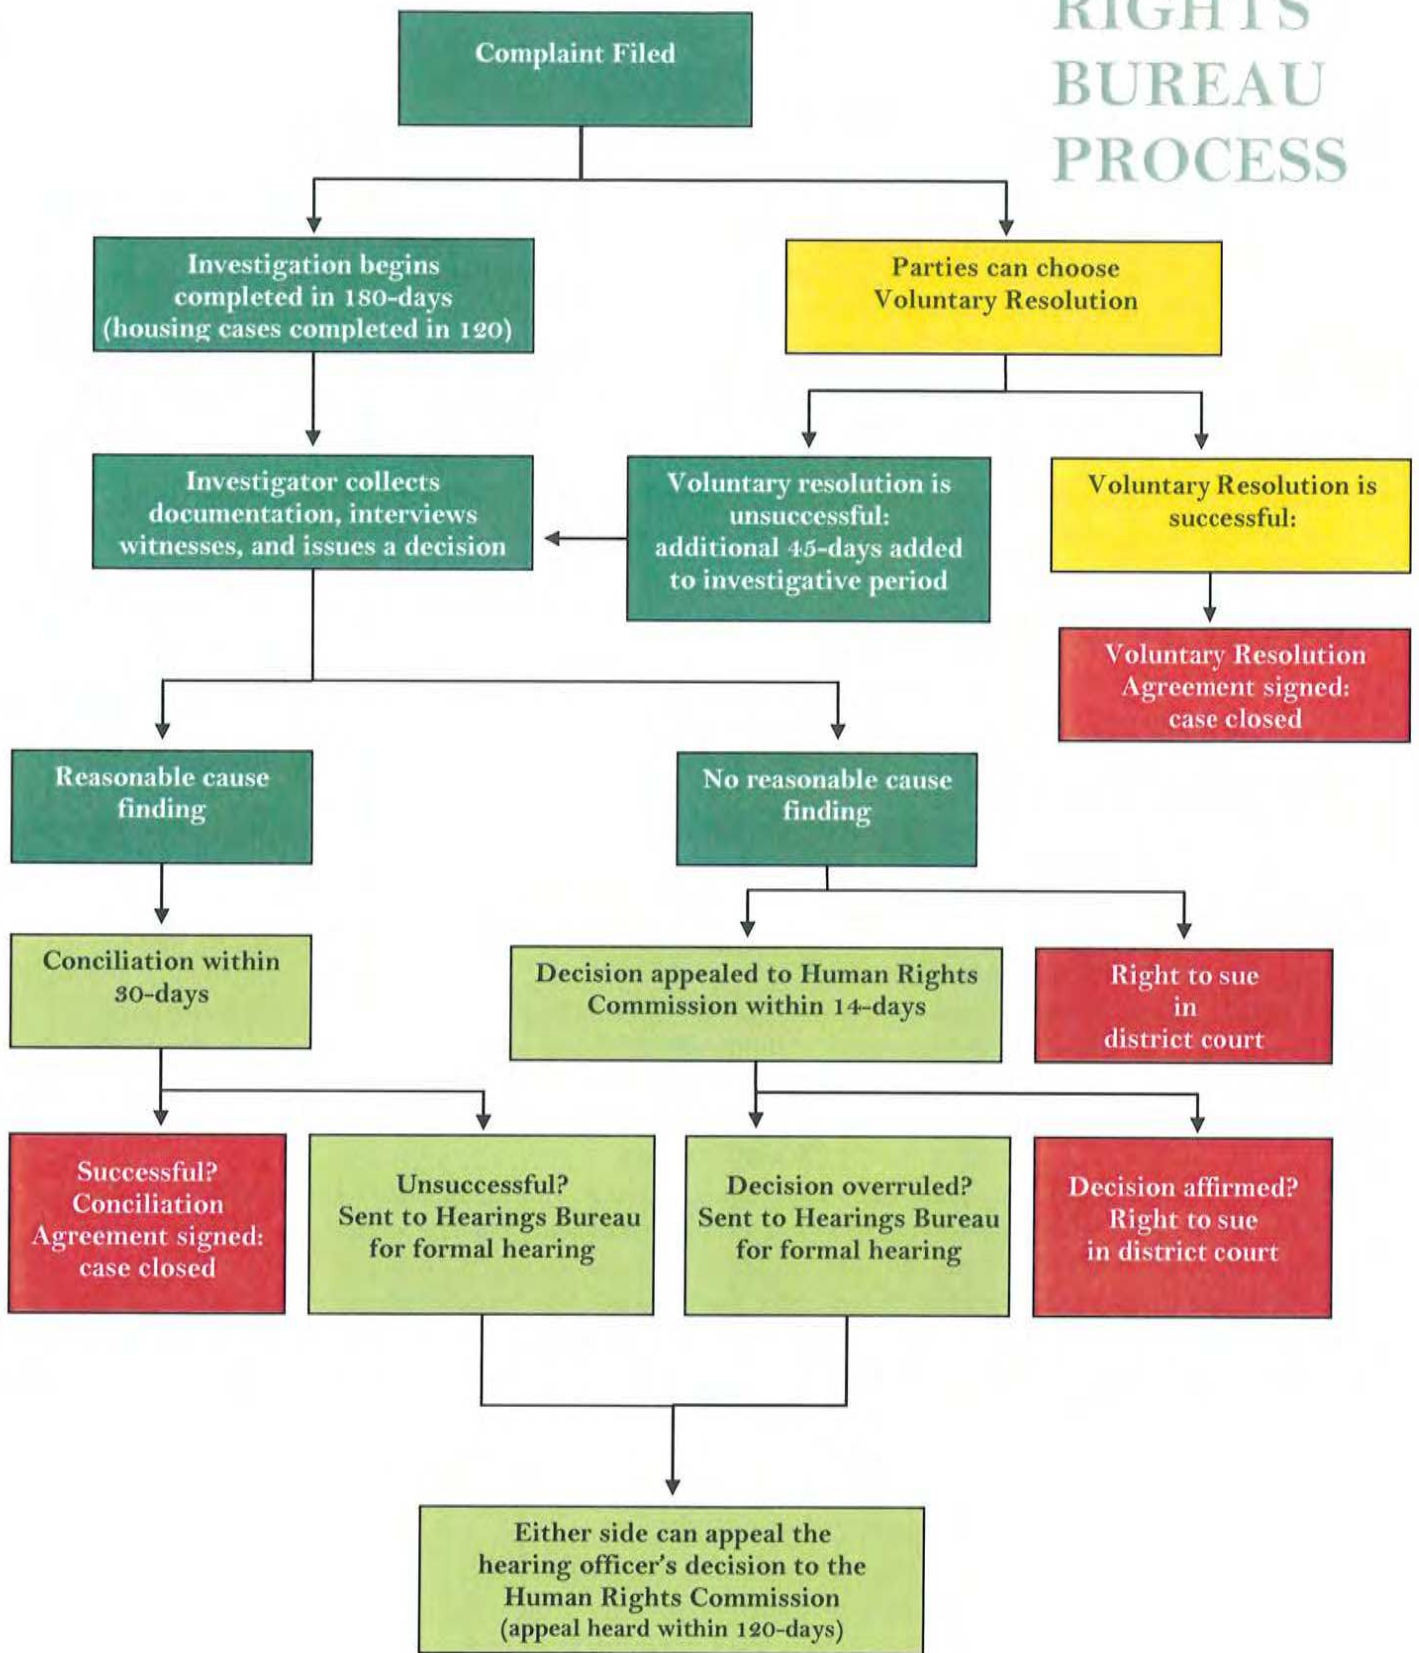 RIGHTS
BUREAU
PROCESS
Complaint Filed
Investigation begins
completed in 180-days
(housing cases completed in 120)
Parties can choose
Voluntary Resolution
Investigator collects
documentation, interviews
witnesses, and issues a decision
Voluntary resolution is
unsuccessful:
additional 45-days added
to investigative period
Voluntary Resolution is
successful:
Voluntary Resolution
Agreement signed:
case closed
Reasonable cause
finding
No reasonable cause
finding
Conciliation within
30-days
Decision appealed to Human Rights
Commission within 14-days
Right to sue
in
district court
Successful?
Conciliation
Agreement signed:
case closed
Unsuccessful?
Sent to Hearings Bureau
for formal hearing
Decision overruled?
Sent to Hearings Bureau
for formal hearing
Decision affirmed?
Right to sue
in district court
Either side can appeal the
hearing officer's decision to the
Human Rights Commission
(appeal heard within 120-days)